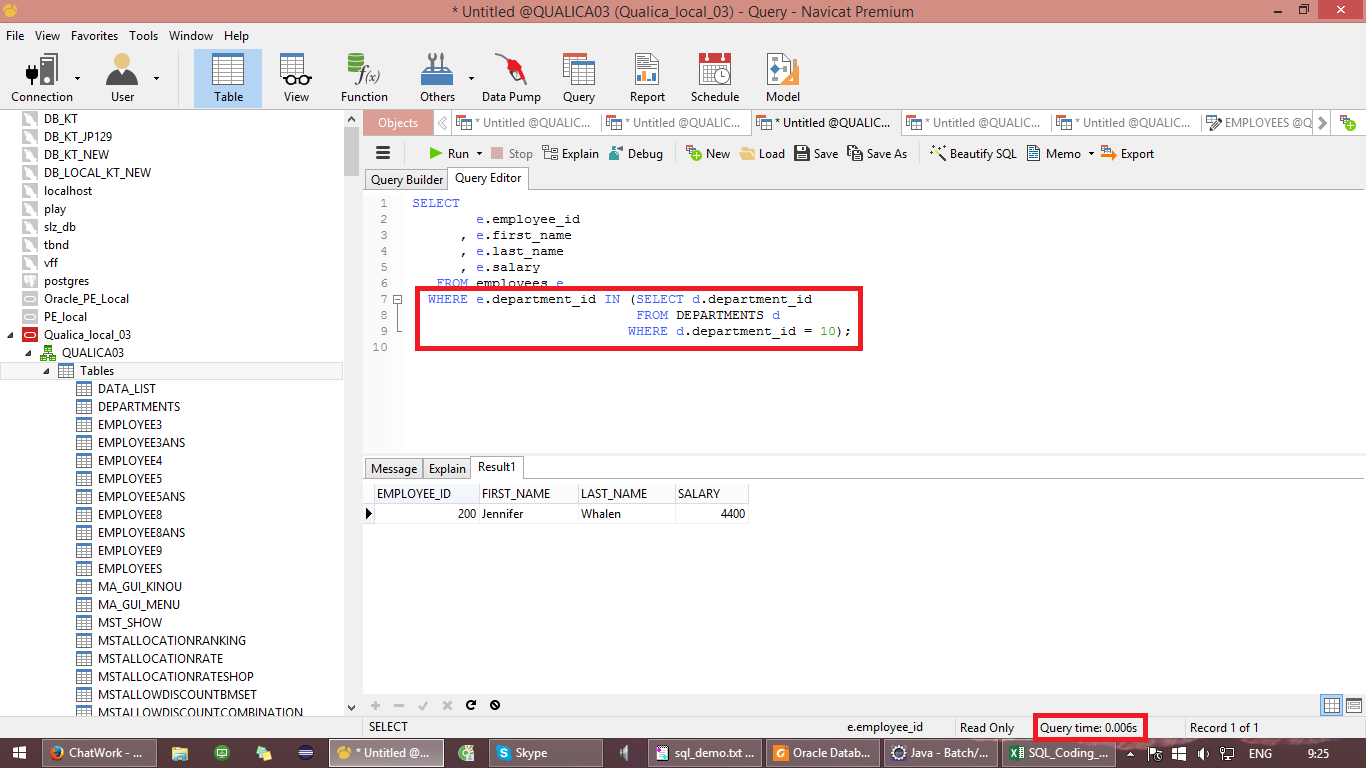 * Untitled @QUALICA03 (Qualica_local_03) - Query - Navicat Premium
File View Favorites Tools Window Help
Connection User Table View Function Others Data Pump Query Report Schedule Model
f(x)
Objects * Untitled @QUALIC... * Untitled @QUALIC... * Untitled @QUALIC... * Untitled @QUALIC... * Untitled @QUALIC... EMPLOYEES @Q
Run Stop Explain Debug New Load Save Save As Beautify SQL Memo Export
Query Builder Query Editor
DB_KT
DB_KT_JP129
DB_KT_NEW
DB_LOCAL_KT_NEW
localhost
play
slz_db
tbnd
vff
postgres
Oracle_PE_Local
PE_local
Qualica_local_03
QUALICA03
Tables
DATA_LIST
DEPARTMENTS
EMPLOYEE3
EMPLOYEE3ANS
EMPLOYEE4
EMPLOYEE5
EMPLOYEE5ANS
EMPLOYEE8
EMPLOYEE8ANS
EMPLOYEE9
EMPLOYEES
MA_GUI_KINOU
MA_GUI_MENU
MST_SHOW
MSTALLOCATIONRANKING
MSTALLOCATIONRATE
MSTALLOCATIONRATESHOP
MSTALLOWDISCOUNTBMSET
MSTALLOWDISCOUNTCOMBINATION
1 SELECT
2 e.employee_id
3 , e.first_name
4 , e.last_name
5 , e.salary
6 FROM employees e
7 WHERE e.department_id IN (SELECT d.department_id
8 FROM DEPARTMENTS d
9 WHERE d.department_id = 10);
10
Message Explain Result1
EMPLOYEE_ID FIRST_NAME LAST_NAME SALARY
200 Jennifer Whalen 4400
SELECT e.employee_id Read Only Query time: 0.006s Record 1 of 1
ChatWork - ... * Untitled @... Skype sql_demo.txt ... Oracle Datab... Java - Batch/... SQL_Coding_... ENG 9:25